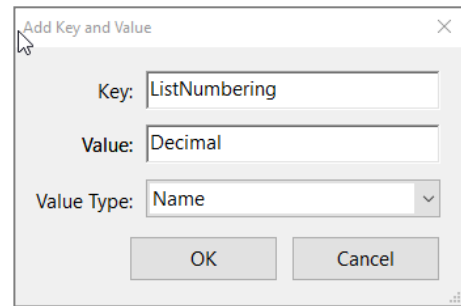 Add Key and Value
Key: ListNumbering
Value: Decimal
Value Type: Name
OK Cancel